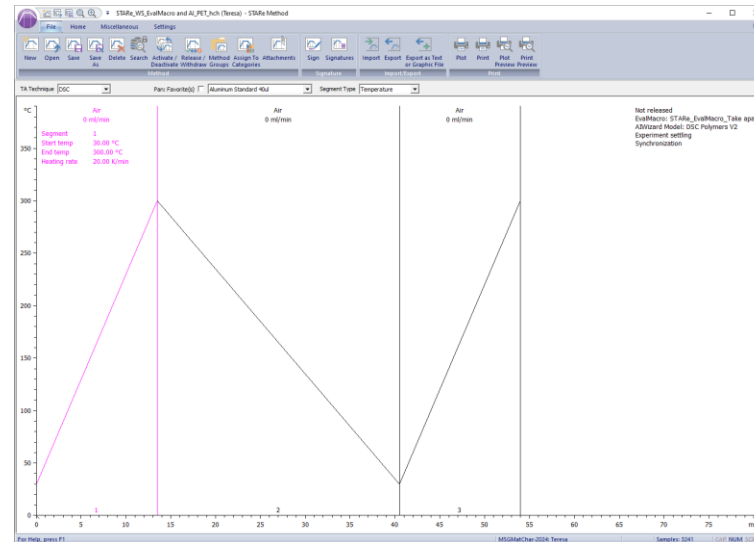 STARe_WS_EvalMacro and AI_PET_hch (Teresa) - STARe Method
File Home Miscellaneous Settings
New Open Save Save As Delete Search Activate / Deactivate Release / Withdraw Method Groups Assign To Categories Attachments Sign Signatures Import Export Export as Text or Graphic File Plot Print Plot Preview Print Preview
Method Signature Import/Export Print
TA Technique DSC Pan: Favorite(s) Aluminum Standard 40ul Segment Type Temperature
°C
Air Air Air
0 ml/min 0 ml/min 0 ml/min
Segment 1
Start temp 30.00 °C
End temp 300.00 °C
Heating rate 20.00 K/min
Not released
EvalMacro: STARe_EvalMacro_Take apa
AIWizard Model: DSC Polymers V2
Experiment setting
Synchronization
350
300
250
200
150
100
50
0
1 2 3
0 5 10 15 20 25 30 35 40 45 50 55 60 65 70 75 m
For Help, press F1 MSGMatChar-2024: Teresa Samples: 5241 CAP NUM